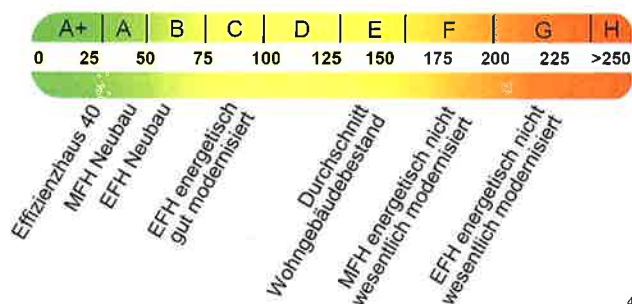 A+ A B C D E F G H
0 25 50 75 100 125 150 175 200 225 >250
Effizienzhaus 40
MFH Neubau
EFH Neubau
EFH energetisch
gut modernisiert
Durchschnitt
Wohngebäudebestand
MFH energetisch nicht
wesentlich modernisiert
EFH energetisch nicht
wesentlich modernisiert